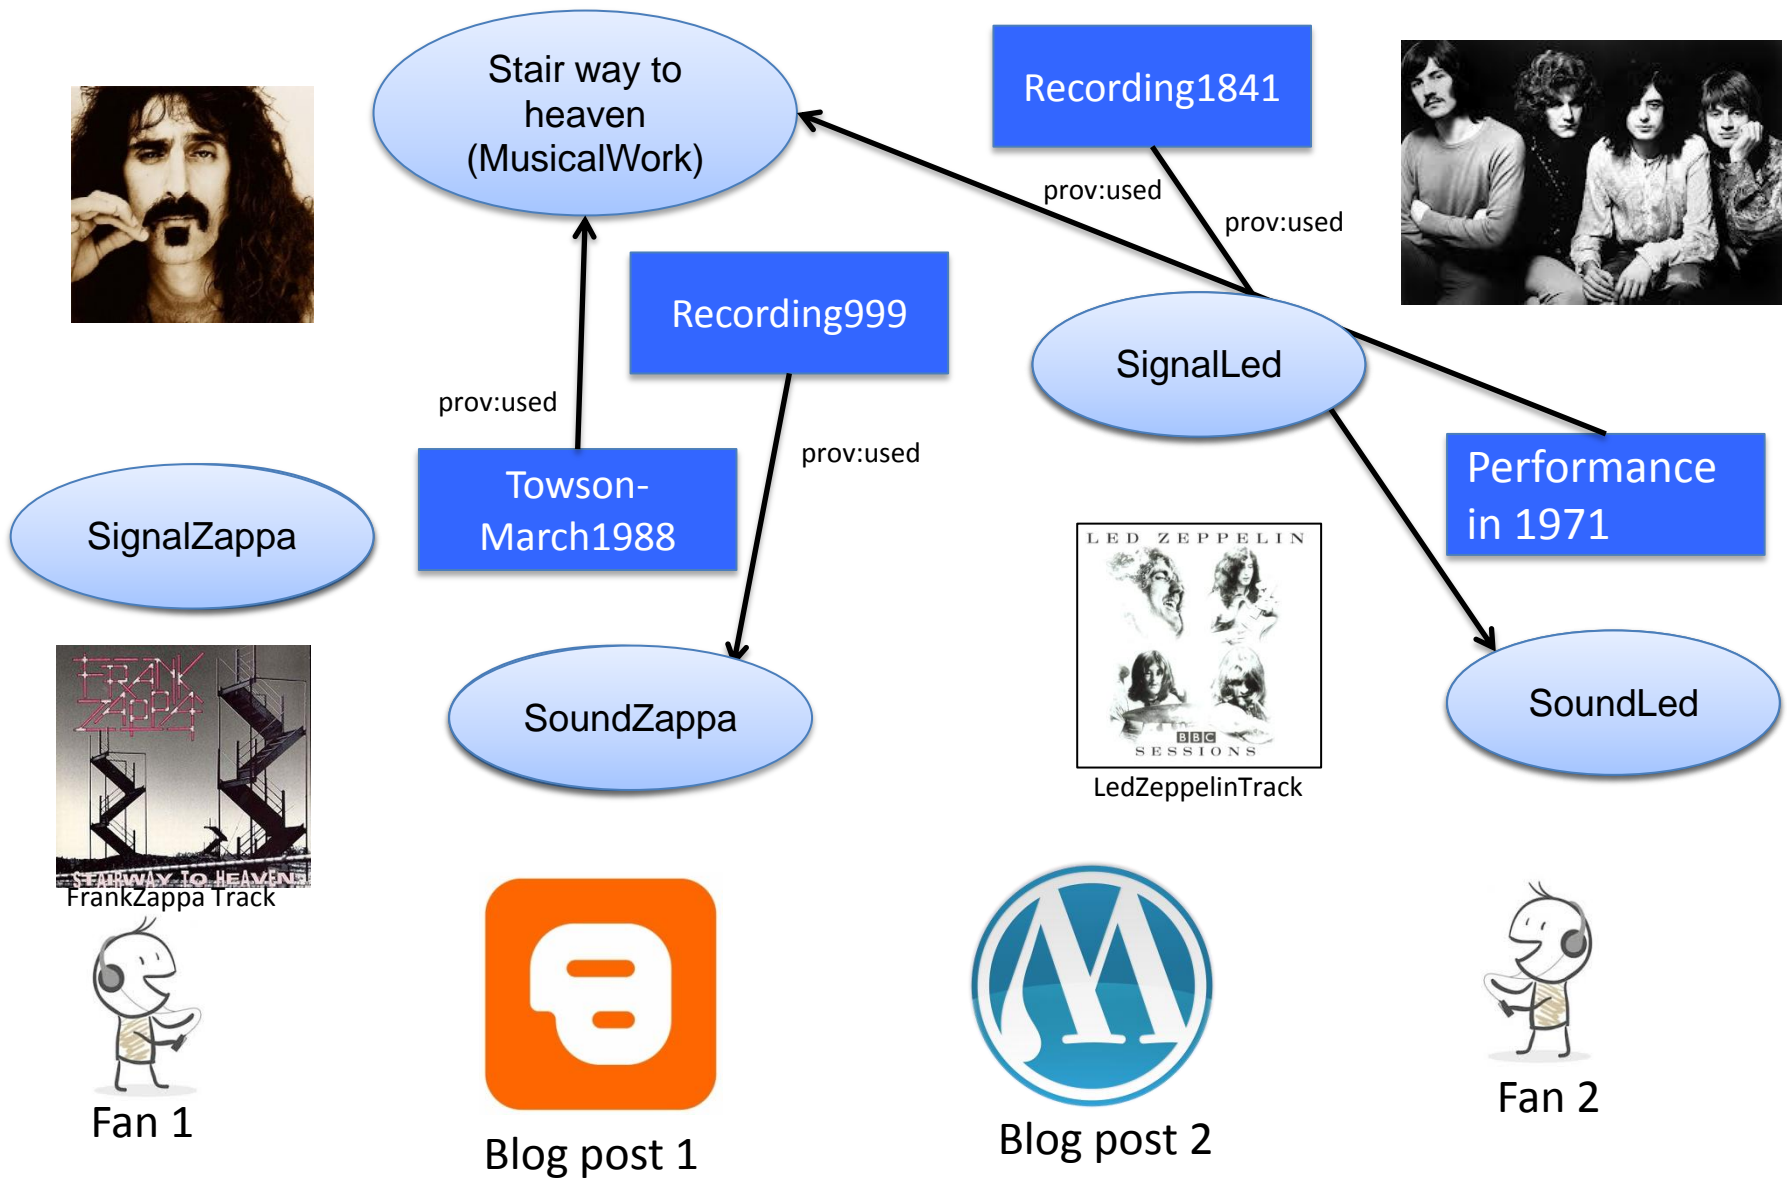 Stair way to
heaven
(MusicalWork)
Recording1841
prov:used
prov:used
Recording999
SignalLed
prov:used
prov:used
Performance
in 1971
Towson-
March1988
SignalZappa
LED ZEPPELIN
BBC
SESSIONS
LedZeppelinTrack
SoundLed
SoundZappa
FRANK
ZAPPA
STAIRWAY TO HEAVEN
FrankZappa Track
Fan 1
Blog post 1
Blog post 2
Fan 2